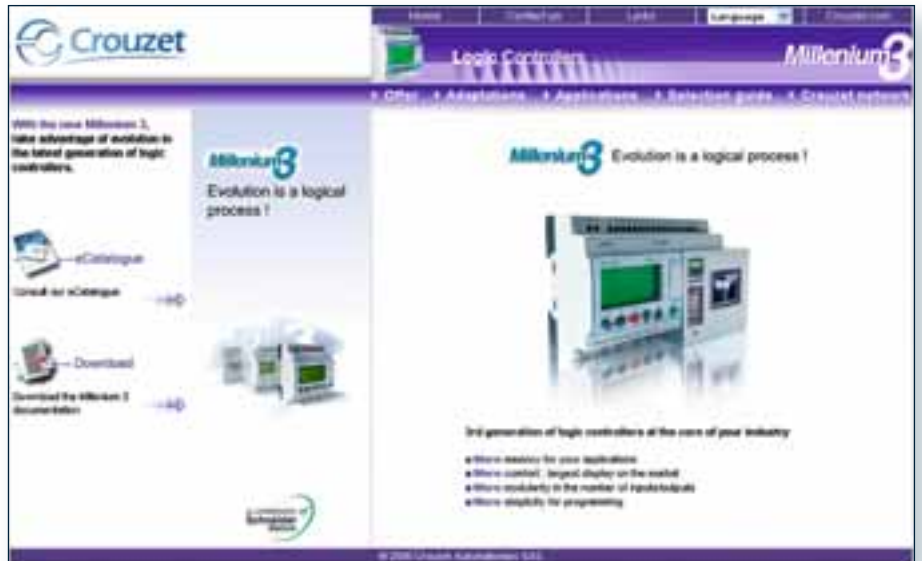 Crouzet
Home
Contact us
Links
Language
Crouzet.com
Logic Controllers
Millenium 3
Offer
Adaptations
Applications
Selection guide
Crouzet network
With the new Millenium 3,
take advantage of evolution in
the latest generation of logic
controllers.
Millenium 3
Evolution is a logical
process !
eCatalogue
Consult our eCatalogue
Download
Download the Millenium 3
documentation
Schneider
Electric
Millenium 3 Evolution is a logical process !
3rd generation of logic controllers at the core of your industry
More memory for your applications
More comfort : largest display on the market
More modularity in the number of inputs/outputs
More simplicity for programming
Crouzet Automatismes SAS